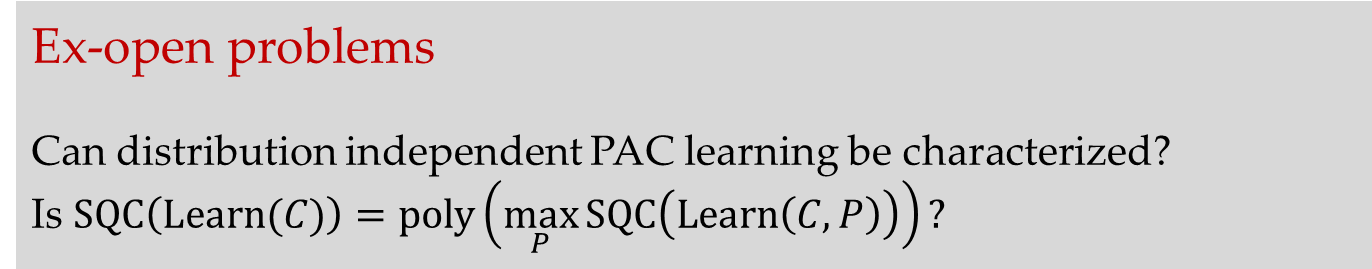 Ex-open problems
Can distribution independent PAC learning be characterized?
Is SQC(Learn(𝐶)) = poly(max_𝑃 SQC(Learn(𝐶, 𝑃)))?